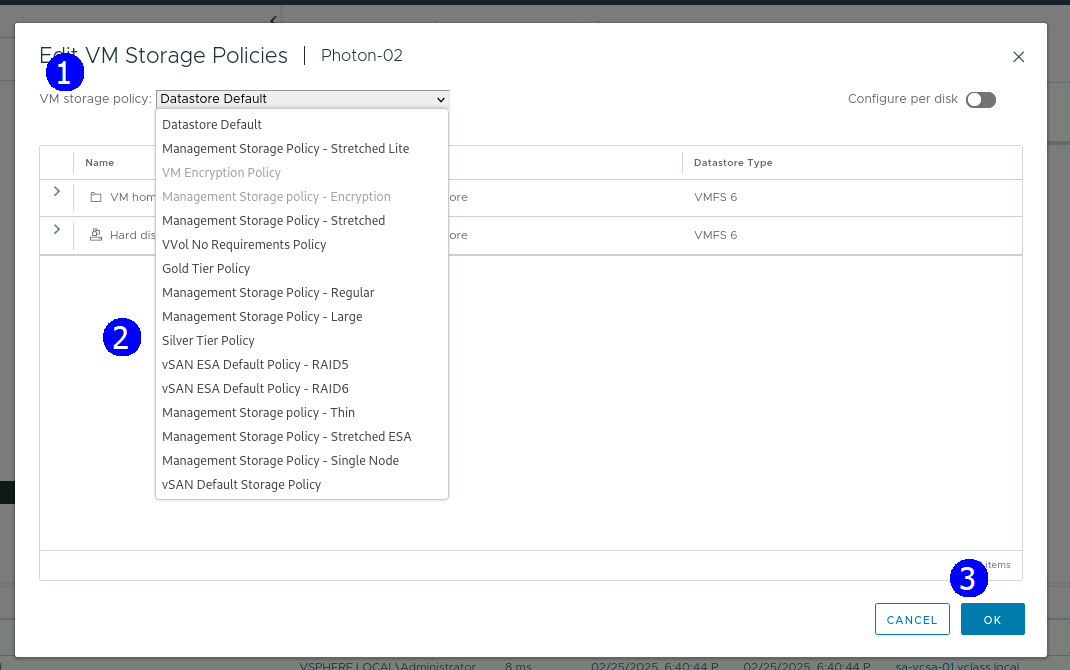 Edit VM Storage Policies | Photon-02
1
VM storage policy: Datastore Default
Configure per disk
Datastore Default
Management Storage Policy - Stretched Lite
VM Encryption Policy
Management Storage policy - Encryption
Management Storage policy - Stretched
VVol No Requirements Policy
Gold Tier Policy
Management Storage Policy - Regular
Management Storage Policy - Large
Silver Tier Policy
vSAN ESA Default Policy - RAID5
vSAN ESA Default Policy - RAID6
Management Storage policy - Thin
Management Storage Policy - Stretched ESA
Management Storage Policy - Single Node
vSAN Default Storage Policy
Name Datastore Type
VM hom ore VMFS 6
Hard dis ore VMFS 6
2
items
3
CANCEL OK
VSPHERE.LOCAL\Administrator 8 ms 02/25/2025, 6:40:44 P 02/25/2025, 6:40:44 P sa-vcsa-01.vclass.local